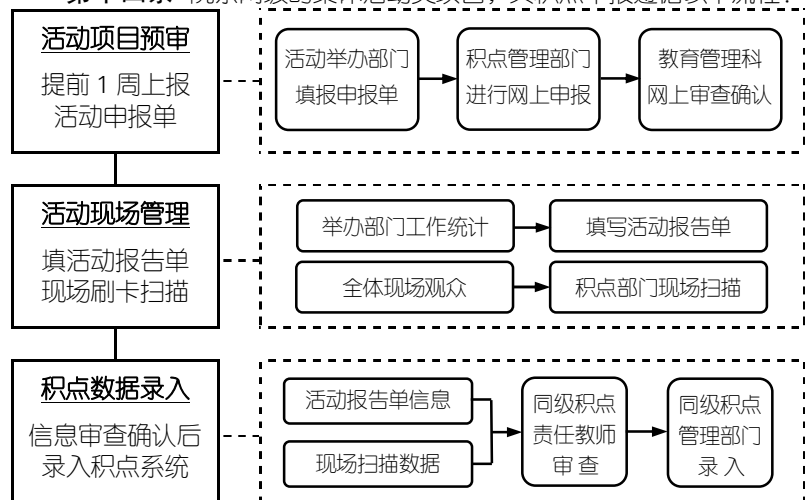 活动项目预审
提前 1 周上报
活动申报单
活动举办部门
填报申报单
积点管理部门
进行网上申报
教育管理科
网上审查确认
活动现场管理
填活动报告单
现场刷卡扫描
举办部门工作统计
填写活动报告单
全体现场观众
积点部门现场扫描
积点数据录入
信息审查确认后
录入积点系统
活动报告单信息
现场扫描数据
同级积点
责任教师
审 查
同级积点
管理部门
录 入